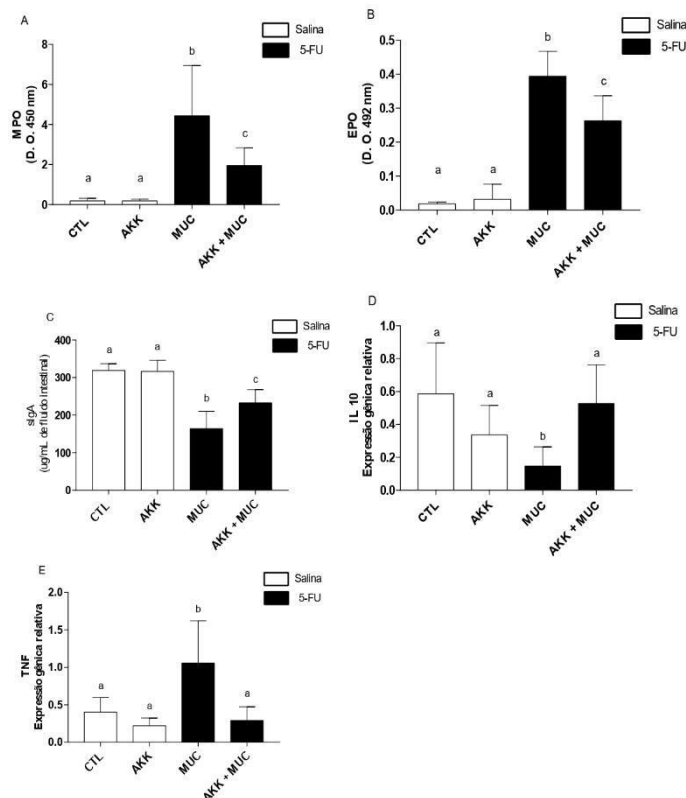 A
Salina
5-FU
MPO
(D. O. 450 nm)
8
6
4
2
0
a
a
b
c
CTL
AKK
MUC
AKK + MUC
B
Salina
5-FU
EPO
(D. O. 492 nm)
0.5
0.4
0.3
0.2
0.1
0.0
a
a
b
c
CTL
AKK
MUC
AKK + MUC
C
Salina
5-FU
sIgA
(ug/mL de fluido intestinal)
400
300
200
100
0
a
a
b
c
CTL
AKK
MUC
AKK + MUC
D
Salina
5-FU
IL 10
Expressão gênica relativa
1.0
0.8
0.6
0.4
0.2
0.0
a
a
b
a
CTL
AKK
MUC
AKK + MUC
E
Salina
5-FU
TNF
Expressão gênica relativa
2.0
1.5
1.0
0.5
0.0
a
a
b
a
CTL
AKK
MUC
AKK + MUC